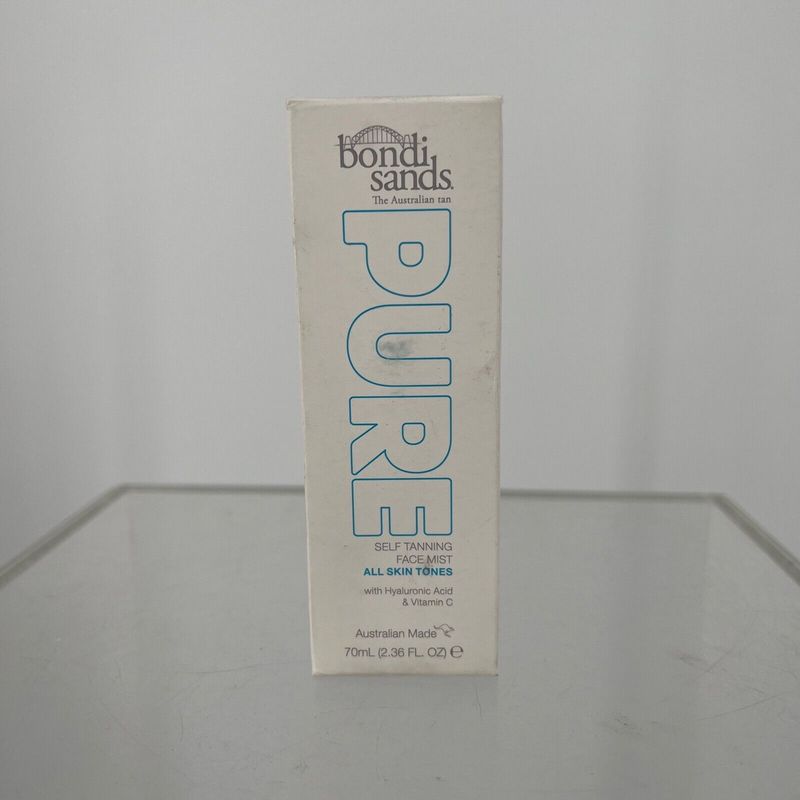 bondi
sands.
The Australian tan
PURE
SELF TANNING
FACE MIST
ALL SKIN TONES
with Hyaluronic Acid
& Vitamin C
Australian Made
70mL (2.36 FL. OZ) ℮